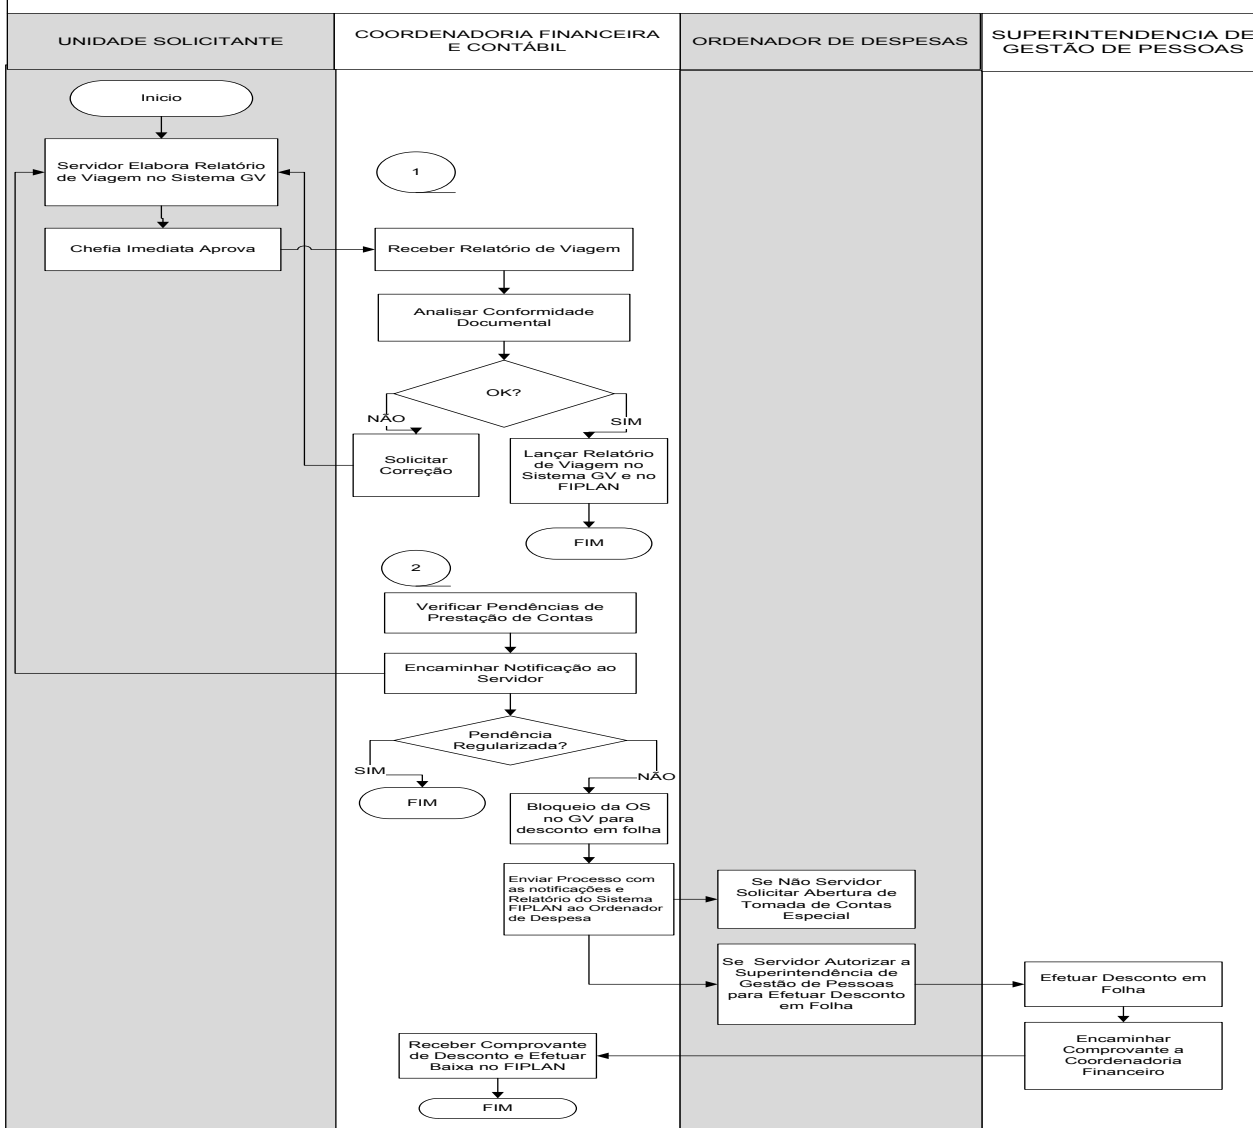 UNIDADE SOLICITANTE
COORDENADORIA FINANCEIRA
E CONTÁBIL
ORDENADOR DE DESPESAS
SUPERINTENDENCIA DE
GESTÃO DE PESSOAS
Inicio
Servidor Elabora Relatório
de Viagem no Sistema GV
1
Chefia Imediata Aprova
Receber Relatório de Viagem
Analisar Conformidade
Documental
OK?
NÃO
SIM
Solicitar
Correção
Lançar Relatório
de Viagem no
Sistema GV e no
FIPLAN
FIM
2
Verificar Pendências de
Prestação de Contas
Encaminhar Notificação ao
Servidor
Pendência
Regularizada?
SIM
NÃO
FIM
Bloqueio da OS
no GV para
desconto em folha
Enviar Processo com
as notificações e
Relatório do Sistema
FIPLAN ao Ordenador
de Despesa
Se Não Servidor
Solicitar Abertura de
Tomada de Contas
Especial
Se Servidor Autorizar a
Superintendência de
Gestão de Pessoas
para Efetuar Desconto
em Folha
Efetuar Desconto em
Folha
Encaminhar
Comprovante a
Coordenadoria
Financeiro
Receber Comprovante
de Desconto e Efetuar
Baixa no FIPLAN
FIM